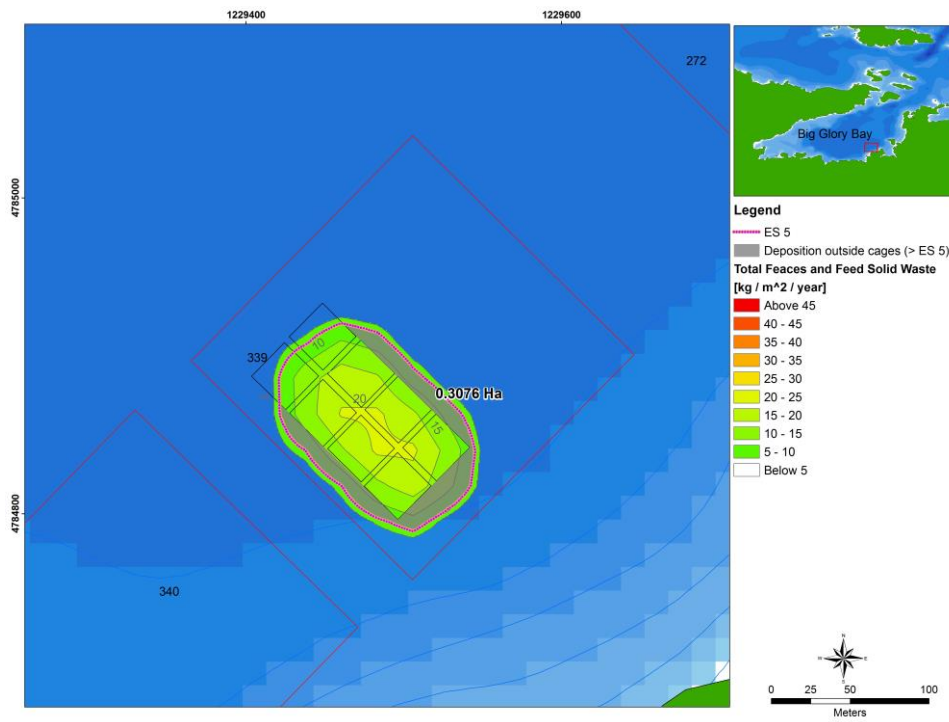 1229400
1229600
272
4785000
339
10
20
15
0.3076 Ha
4784800
340
Big Glory Bay
Legend
ES 5
Deposition outside cages (> ES 5)
Total Feaces and Feed Solid Waste
[kg / m^2 / year]
Above 45
40 - 45
35 - 40
30 - 35
25 - 30
20 - 25
15 - 20
10 - 15
5 - 10
Below 5
N
W
E
S
0 25 50 100
Meters